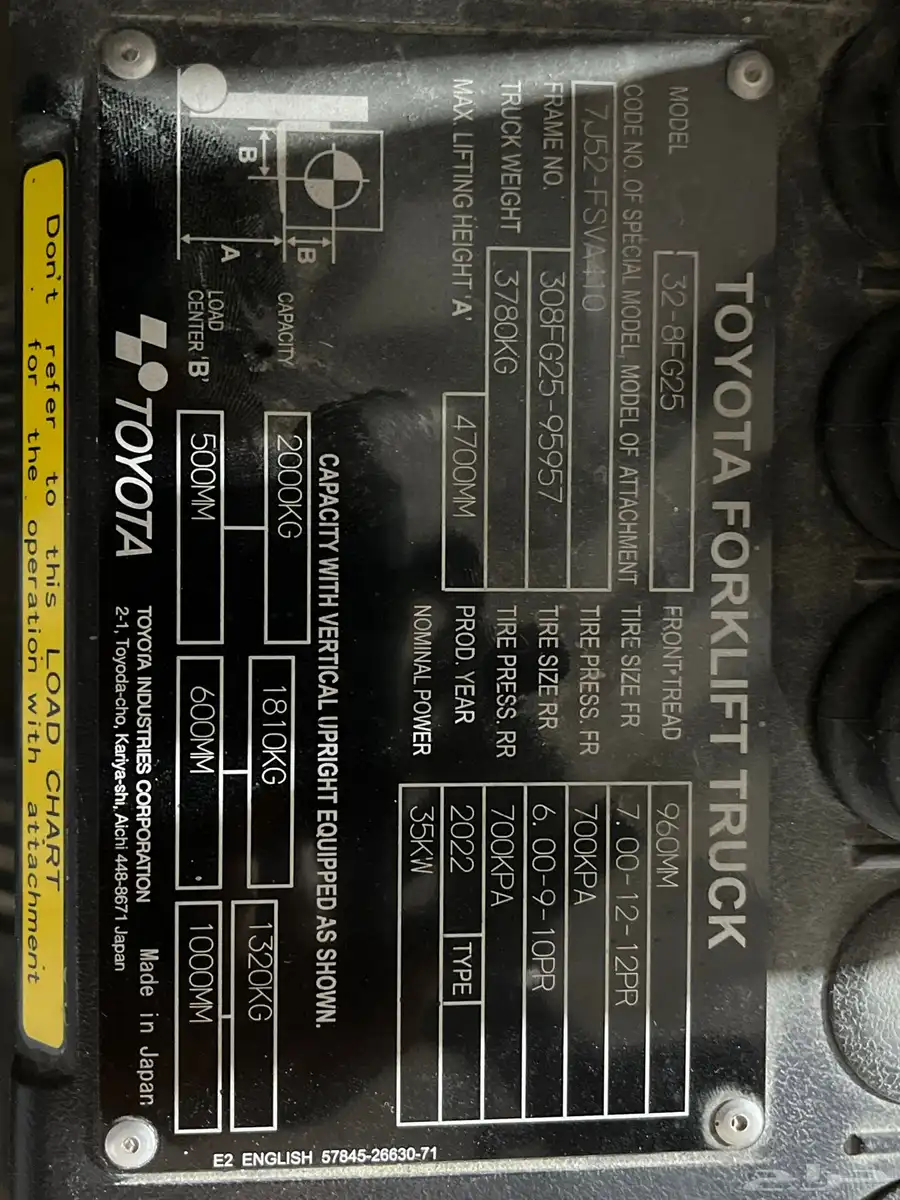 TOYOTA FORKLIFT TRUCK
MODEL 32-8FG25
CODE NO. OF SPECIAL MODEL, MODEL OF ATTACHMENT
7J52-FSVA410
FRAME NO. 308FG25-95957
TRUCK WEIGHT 3780KG
MAX. LIFTING HEIGHT 'A' 4700MM
FRONT TREAD 960MM
TIRE SIZE FR 7.00-12-12PR
TIRE PRESS. FR 700KPA
TIRE SIZE RR 6.00-9-10PR
TIRE PRESS. RR 700KPA
PROD. YEAR 2022 TYPE
NOMINAL POWER 35KW
CAPACITY WITH VERTICAL UPRIGHT EQUIPPED AS SHOWN.
B
B
A
CAPACITY 2000KG 1810KG 1320KG
LOAD
CENTER 'B' 500MM 600MM 1000MM
TOYOTA
TOYOTA INDUSTRIES CORPORATION
2-1, Toyoda-cho, Kariya-shi, Aichi 448-8671 Japan
Made in Japan
E2 ENGLISH 57845-26630-71
Don't refer to this LOAD CHART
for the operation with attachment
حراج